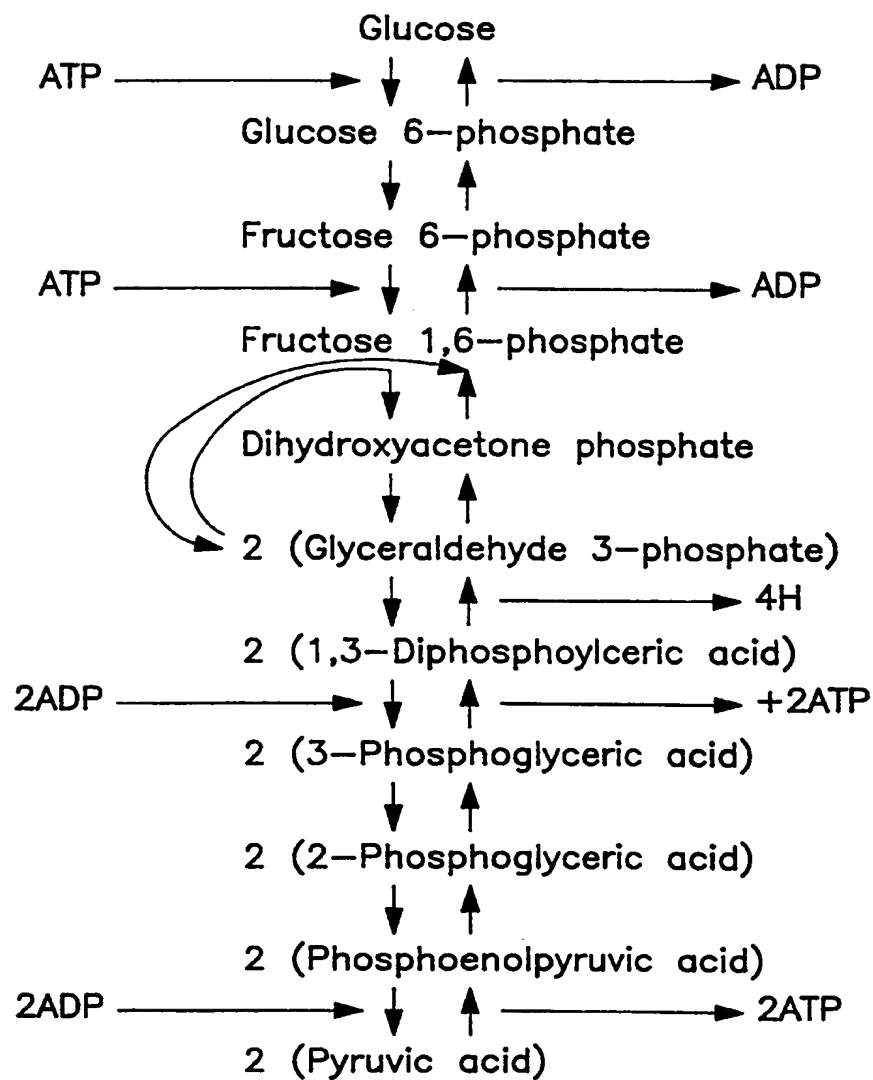 Glucose
ATP ADP
Glucose 6-phosphate
Fructose 6-phosphate
ATP ADP
Fructose 1,6-phosphate
Dihydroxyacetone phosphate
2 (Glyceraldehyde 3-phosphate)
4H
2 (1,3-Diphosphoylceric acid)
2ADP +2ATP
2 (3-Phosphoglyceric acid)
2 (2-Phosphoglyceric acid)
2 (Phosphoenolpyruvic acid)
2ADP 2ATP
2 (Pyruvic acid)